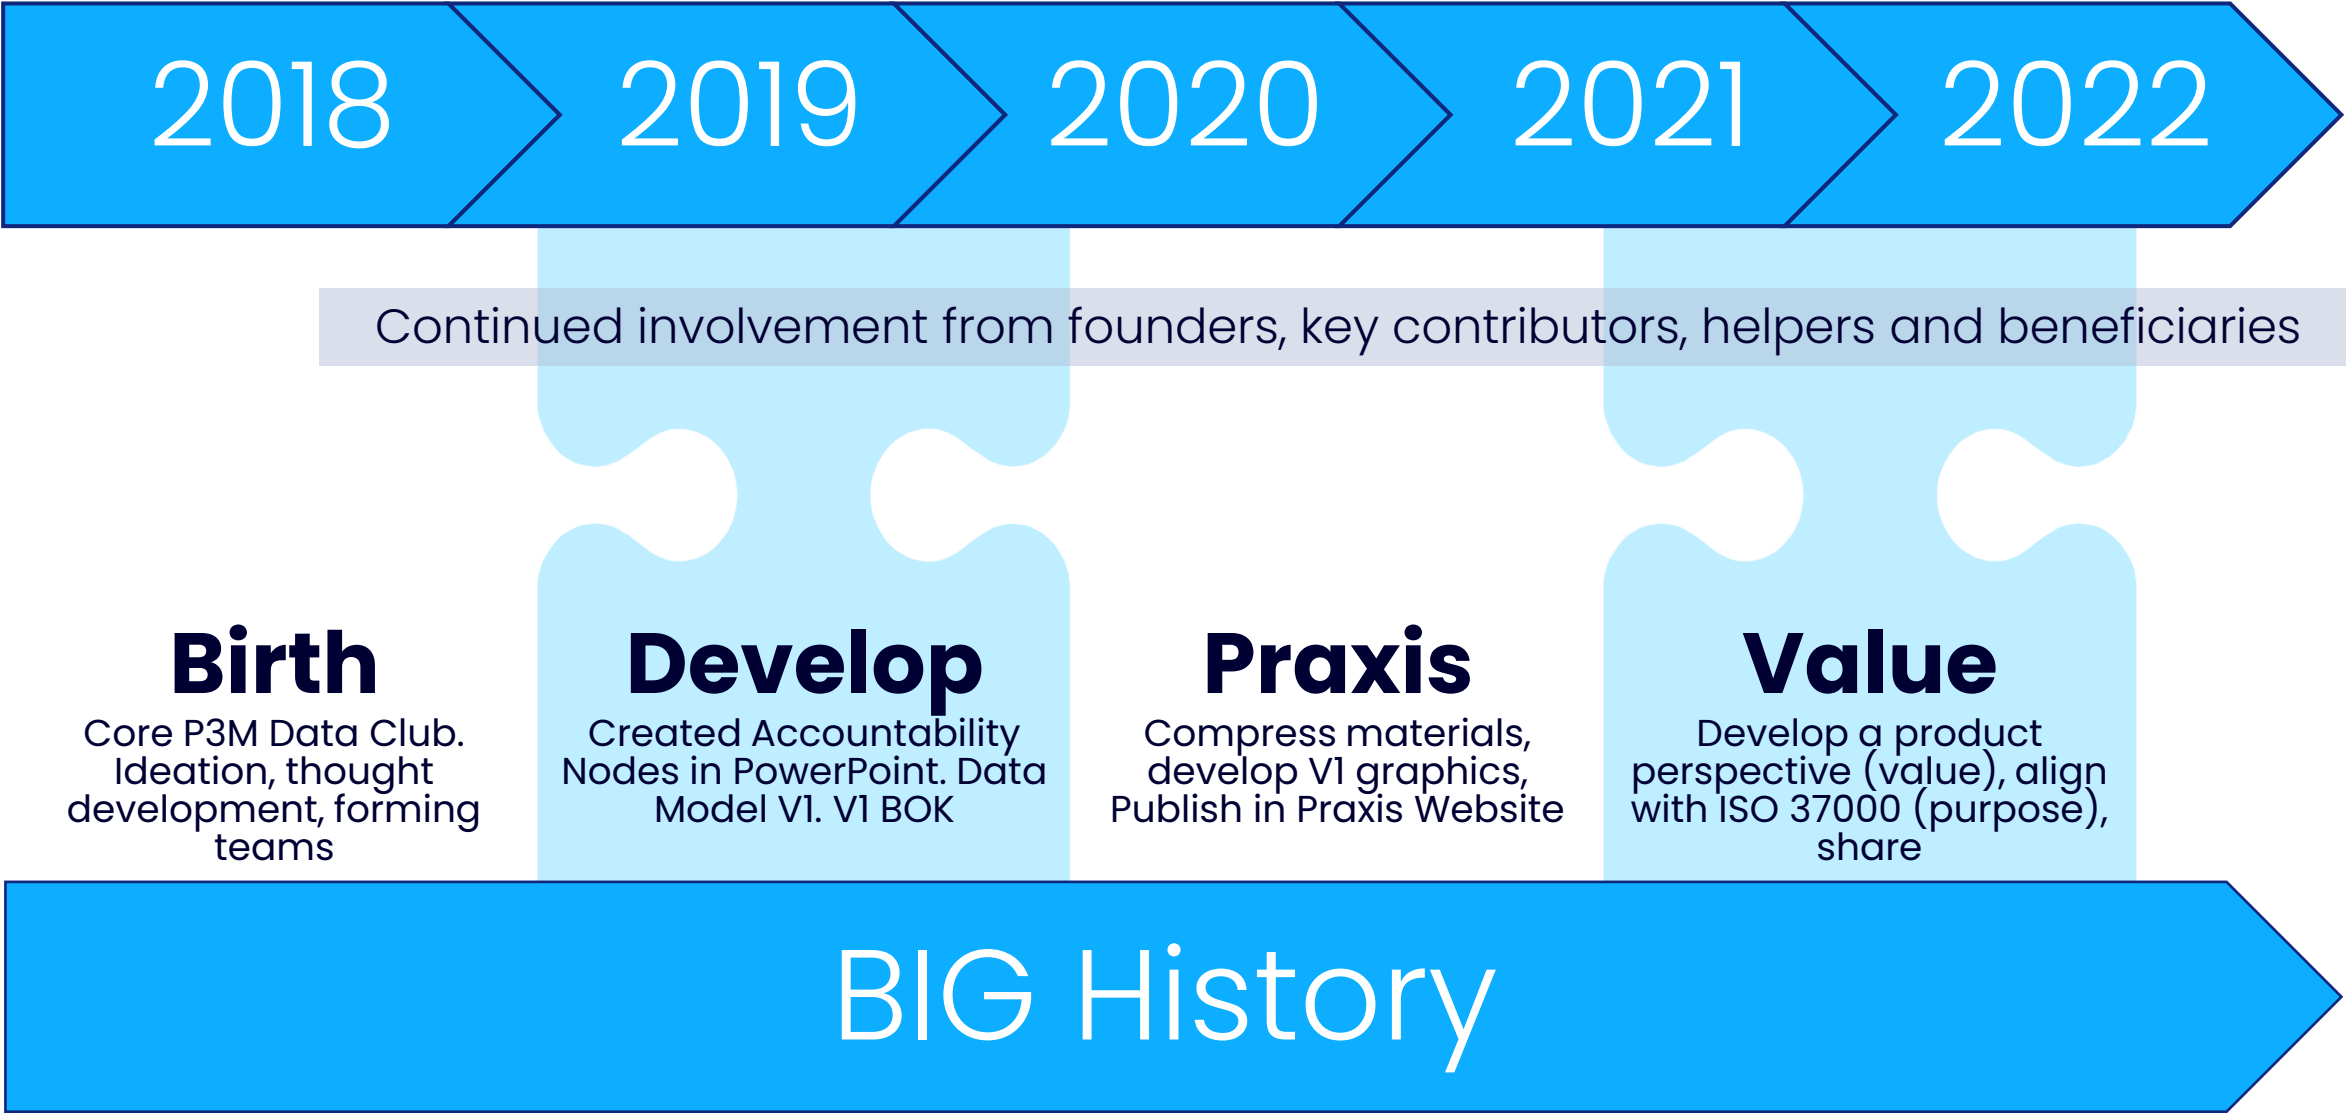 2018
2019
2020
2021
2022
Continued involvement from founders, key contributors, helpers and beneficiaries
Birth
Core P3M Data Club.
Ideation, thought
development, forming
teams
Develop
Created Accountability
Nodes in PowerPoint. Data
Model V1. V1 BOK
Praxis
Compress materials,
develop V1 graphics,
Publish in Praxis Website
Value
Develop a product
perspective (value), align
with ISO 37000 (purpose),
share
BIG History